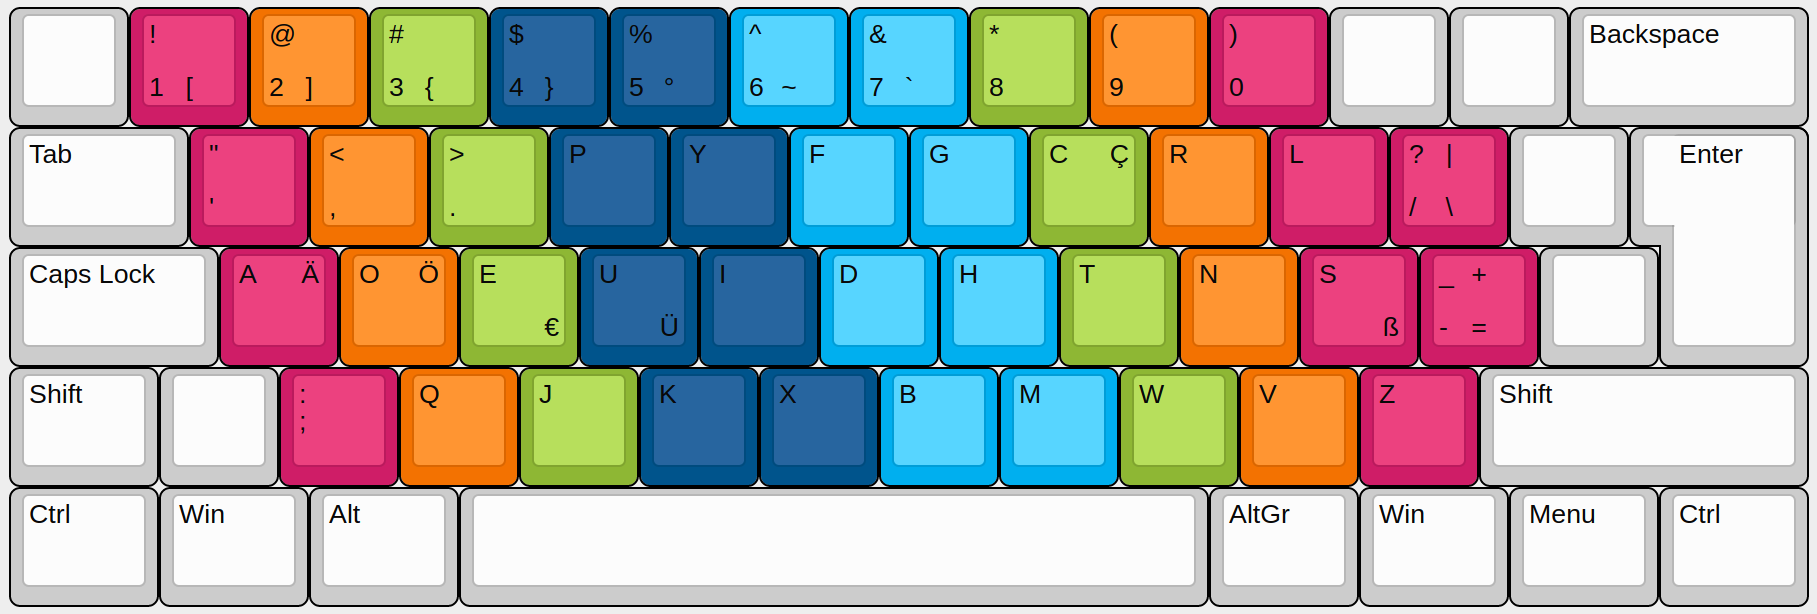 ! @ # $ % ^ & * ( ) Backspace
1 [ 2 ] 3 { 4 } 5 ° 6 ~ 7 ` 8 9 0
Tab " < > P Y F G C Ç R L ? | Enter
' , . / \
Caps Lock A Ä O Ö E U I D H T N S _ +
€ Ü ß - =
Shift : Q J K X B M W V Z Shift
;
Ctrl Win Alt AltGr Win Menu Ctrl